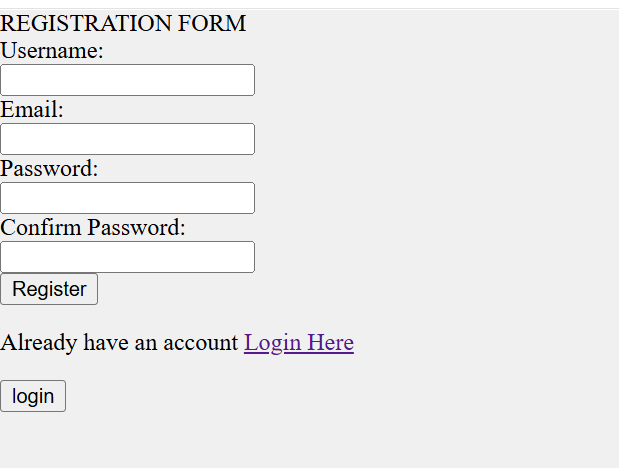 REGISTRATION FORM
Username:
Email:
Password:
Confirm Password:
Register
Already have an account Login Here
login